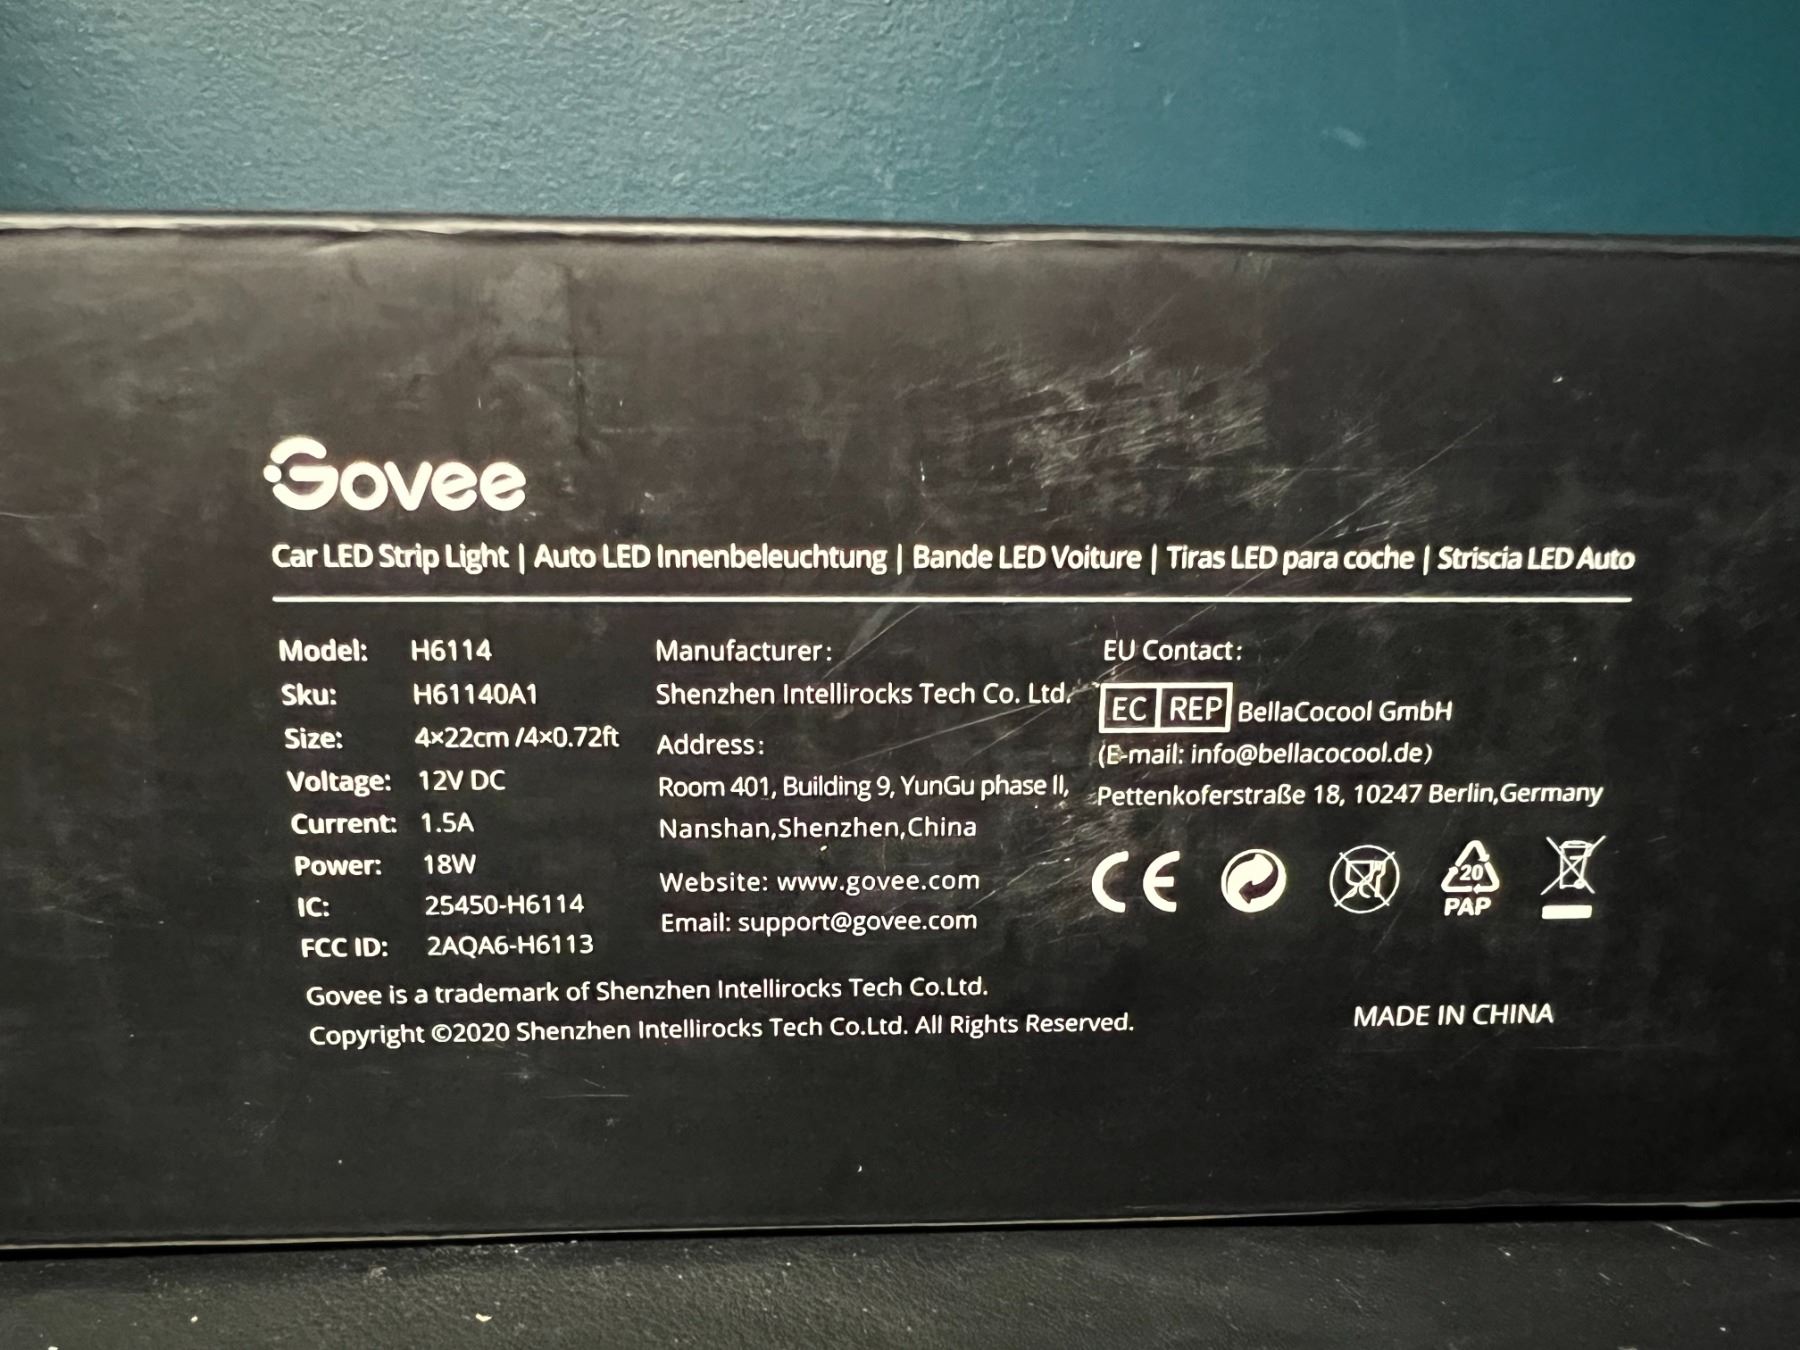 Govee
Car LED Strip Light | Auto LED Innenbeleuchtung | Bande LED Voiture | Tiras LED para coche | Striscia LED Auto
Model: H6114
Sku: H61140A1
Size: 4×22cm /4×0.72ft
Voltage: 12V DC
Current: 1.5A
Power: 18W
IC: 25450-H6114
FCC ID: 2AQA6-H6113
Manufacturer:
Shenzhen Intellirocks Tech Co. Ltd.
Address:
Room 401, Building 9, YunGu phase II,
Nanshan,Shenzhen,China
Website: www.govee.com
Email: support@govee.com
EU Contact:
EC REP BellaCocool GmbH
(E-mail: info@bellacocool.de)
Pettenkoferstraße 18, 10247 Berlin,Germany
CE
20
PAP
Govee is a trademark of Shenzhen Intellirocks Tech Co.Ltd.
Copyright ©2020 Shenzhen Intellirocks Tech Co.Ltd. All Rights Reserved.
MADE IN CHINA